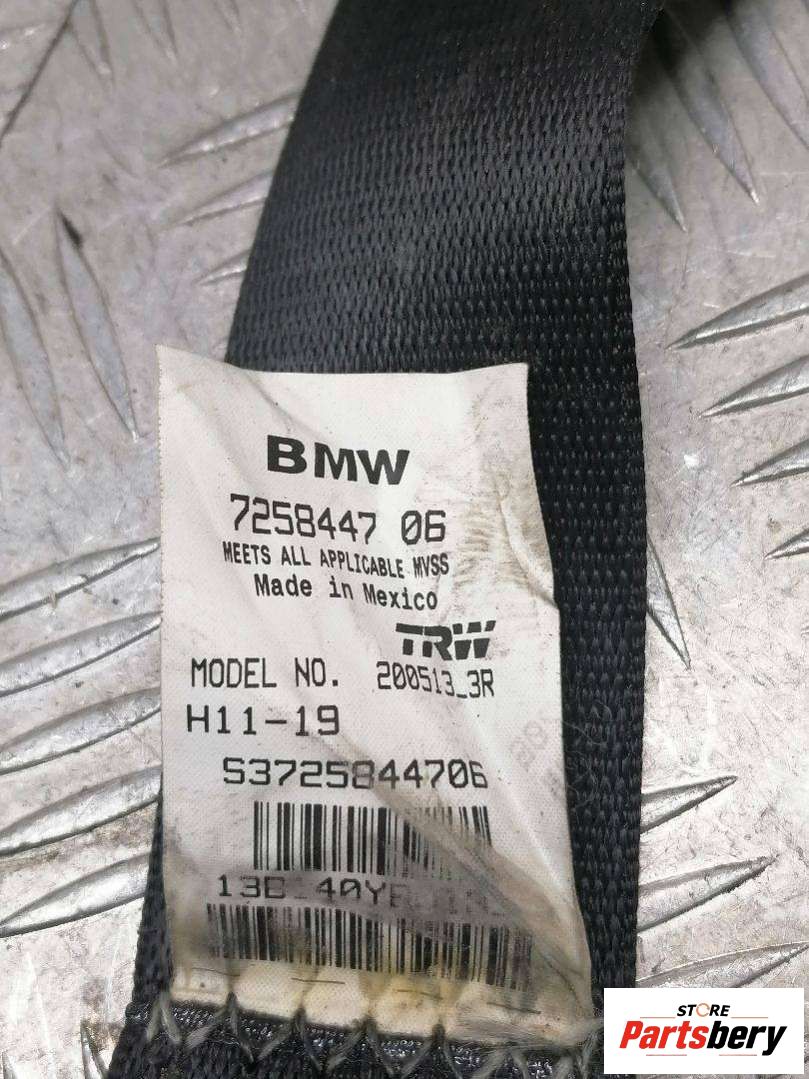 BMW
7258447 06
MEETS ALL APPLICABLE MVSS
Made in Mexico
TRW
MODEL NO. 200513_3R
H11-19
S3725844706
STORE
Partsbery